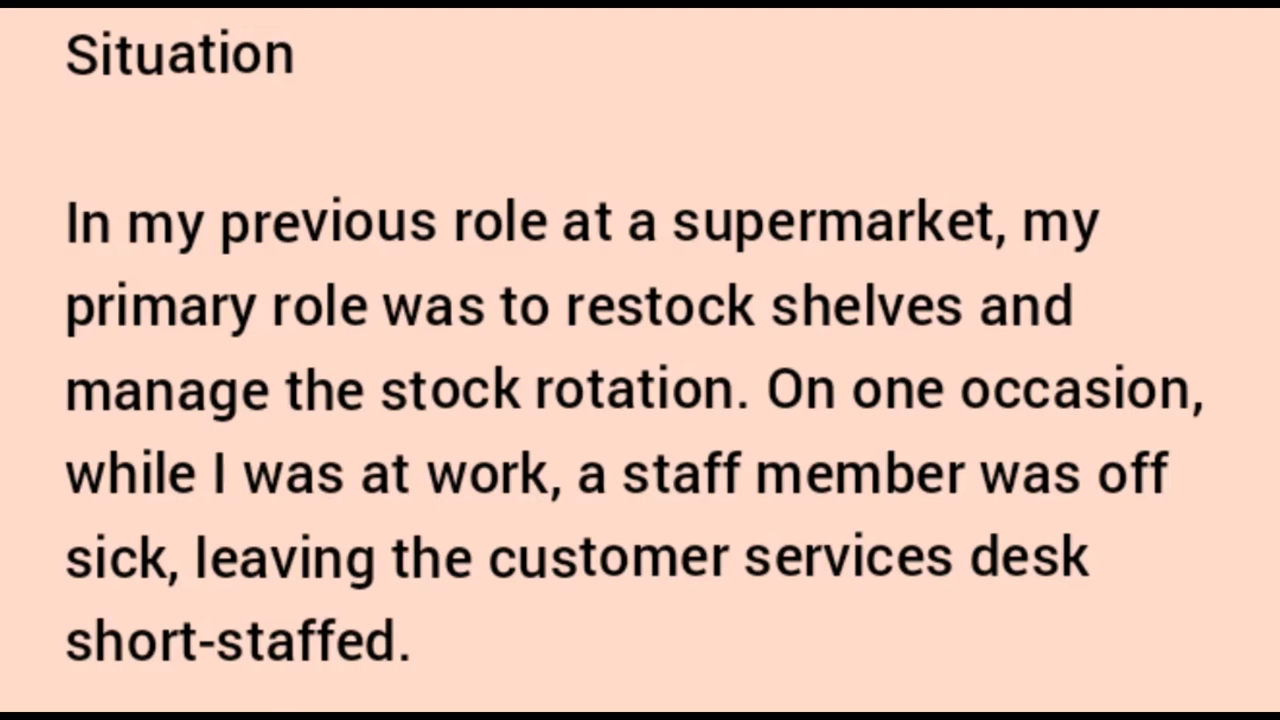 Situation
In my previous role at a supermarket, my
primary role was to restock shelves and
manage the stock rotation. On one occasion,
while I was at work, a staff member was off
sick, leaving the customer services desk
short-staffed.